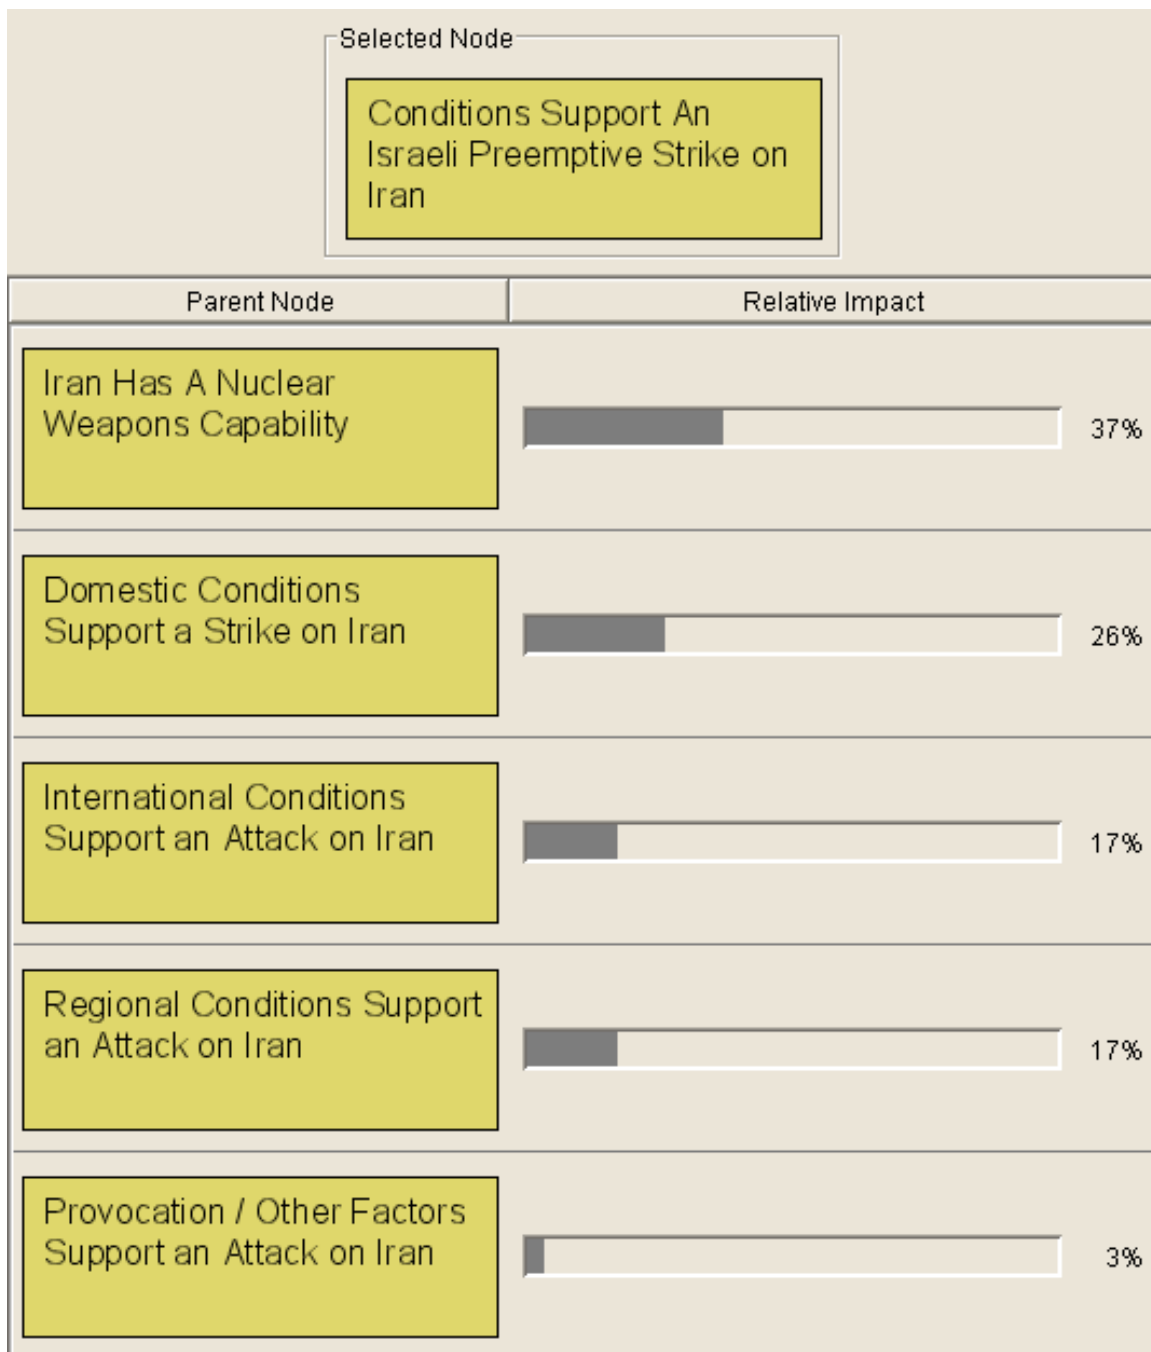 Selected Node
Conditions Support An
Israeli Preemptive Strike on
Iran
Parent Node Relative Impact
Iran Has A Nuclear
Weapons Capability
37%
Domestic Conditions
Support a Strike on Iran
26%
International Conditions
Support an Attack on Iran
17%
Regional Conditions Support
an Attack on Iran
17%
Provocation / Other Factors
Support an Attack on Iran
3%